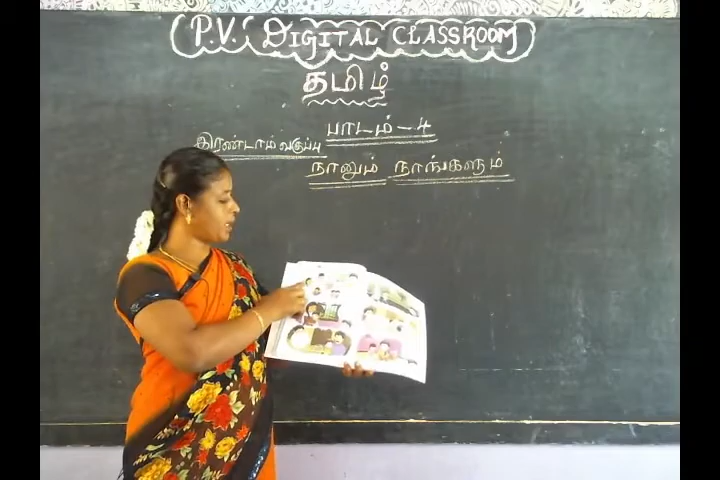 P.V. DIGITAL CLASSROOM
தமிழ்
பாடம் - 4
இரண்டாம் வகுப்பு
நானும் நாங்களும்